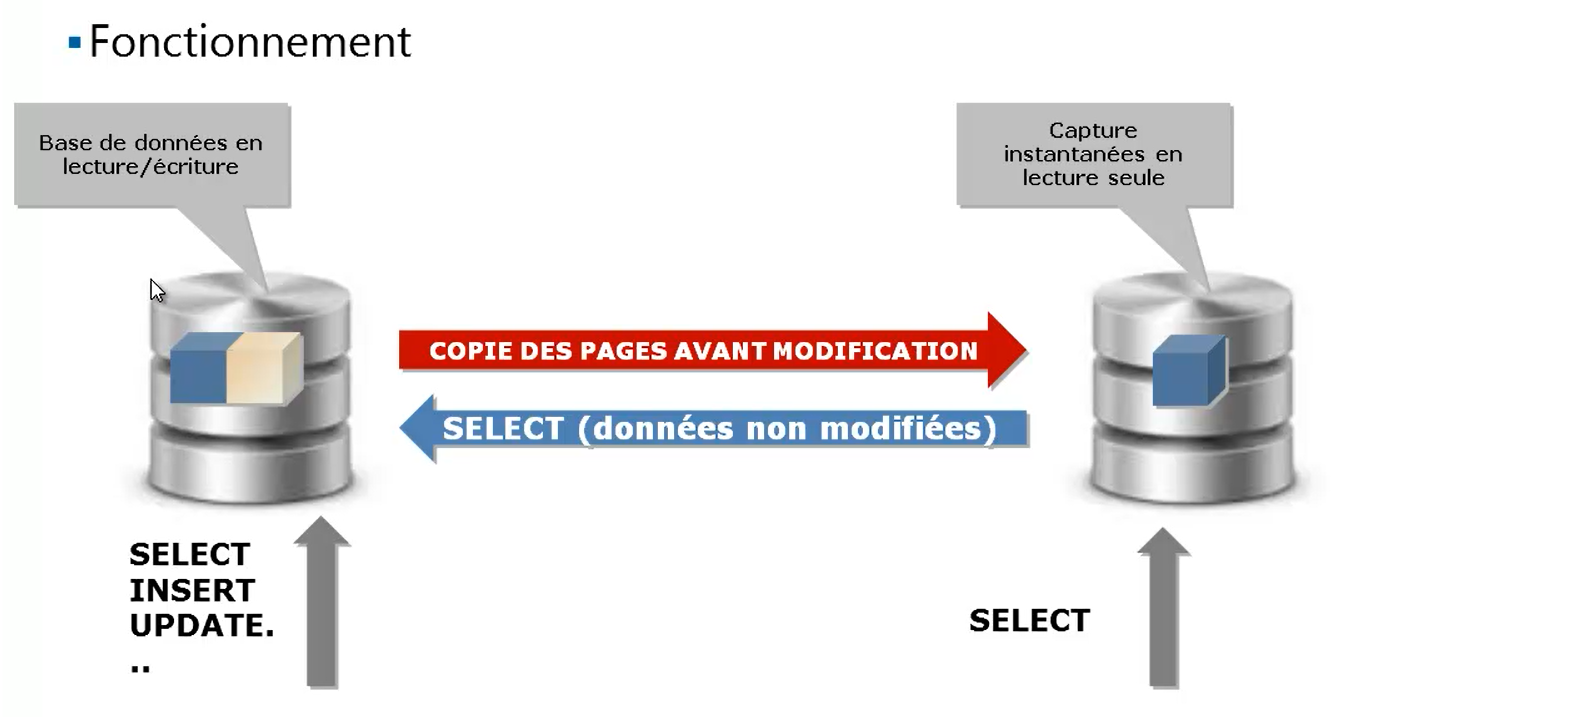 Fonctionnement
Base de données en
lecture/écriture
Capture
instantanées en
lecture seule
COPIE DES PAGES AVANT MODIFICATION
SELECT (données non modifiées)
SELECT
INSERT
UPDATE.
..
SELECT